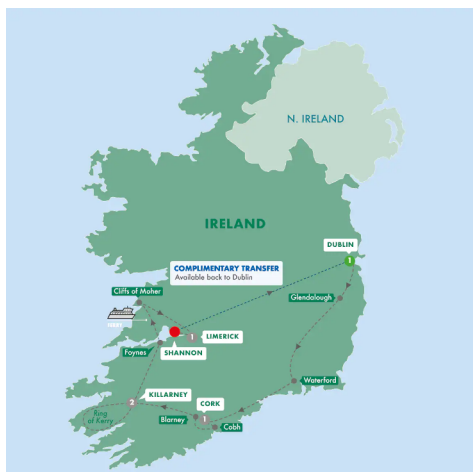 N. IRELAND
IRELAND
DUBLIN
1
COMPLIMENTARY TRANSFER
Available back to Dublin
Cliffs of Moher
Glendalough
FERRY
1
LIMERICK
Foynes
SHANNON
Waterford
KILLARNEY
2
CORK
Ring
of Kerry
Blarney
1
Cobh